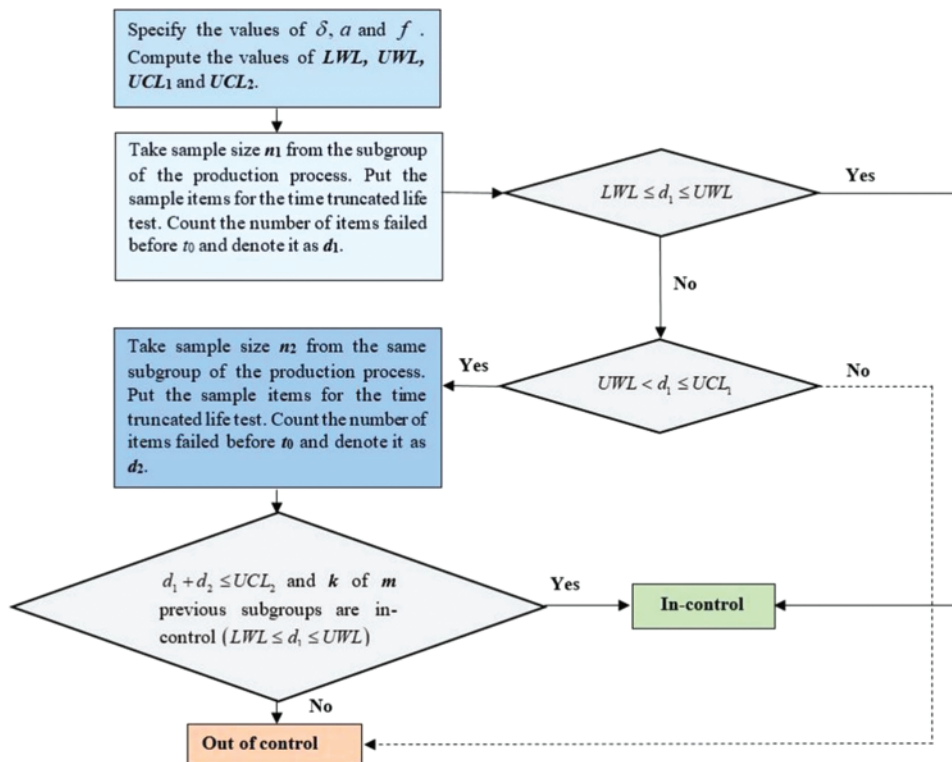 Specify the values of δ, a and f .
Compute the values of LWL, UWL,
UCL1 and UCL2.
Take sample size n1 from the subgroup
of the production process. Put the
sample items for the time truncated life
test. Count the number of items failed
before t0 and denote it as d1.
LWL ≤ d1 ≤ UWL
Yes
No
Take sample size n2 from the same
subgroup of the production process.
Put the sample items for the time
truncated life test. Count the number of
items failed before t0 and denote it as
d2.
Yes
UWL < d1 ≤ UCL1
No
d1 + d2 ≤ UCL2 and k of m
previous subgroups are in-
control (LWL ≤ d1 ≤ UWL)
Yes
In-control
No
Out of control